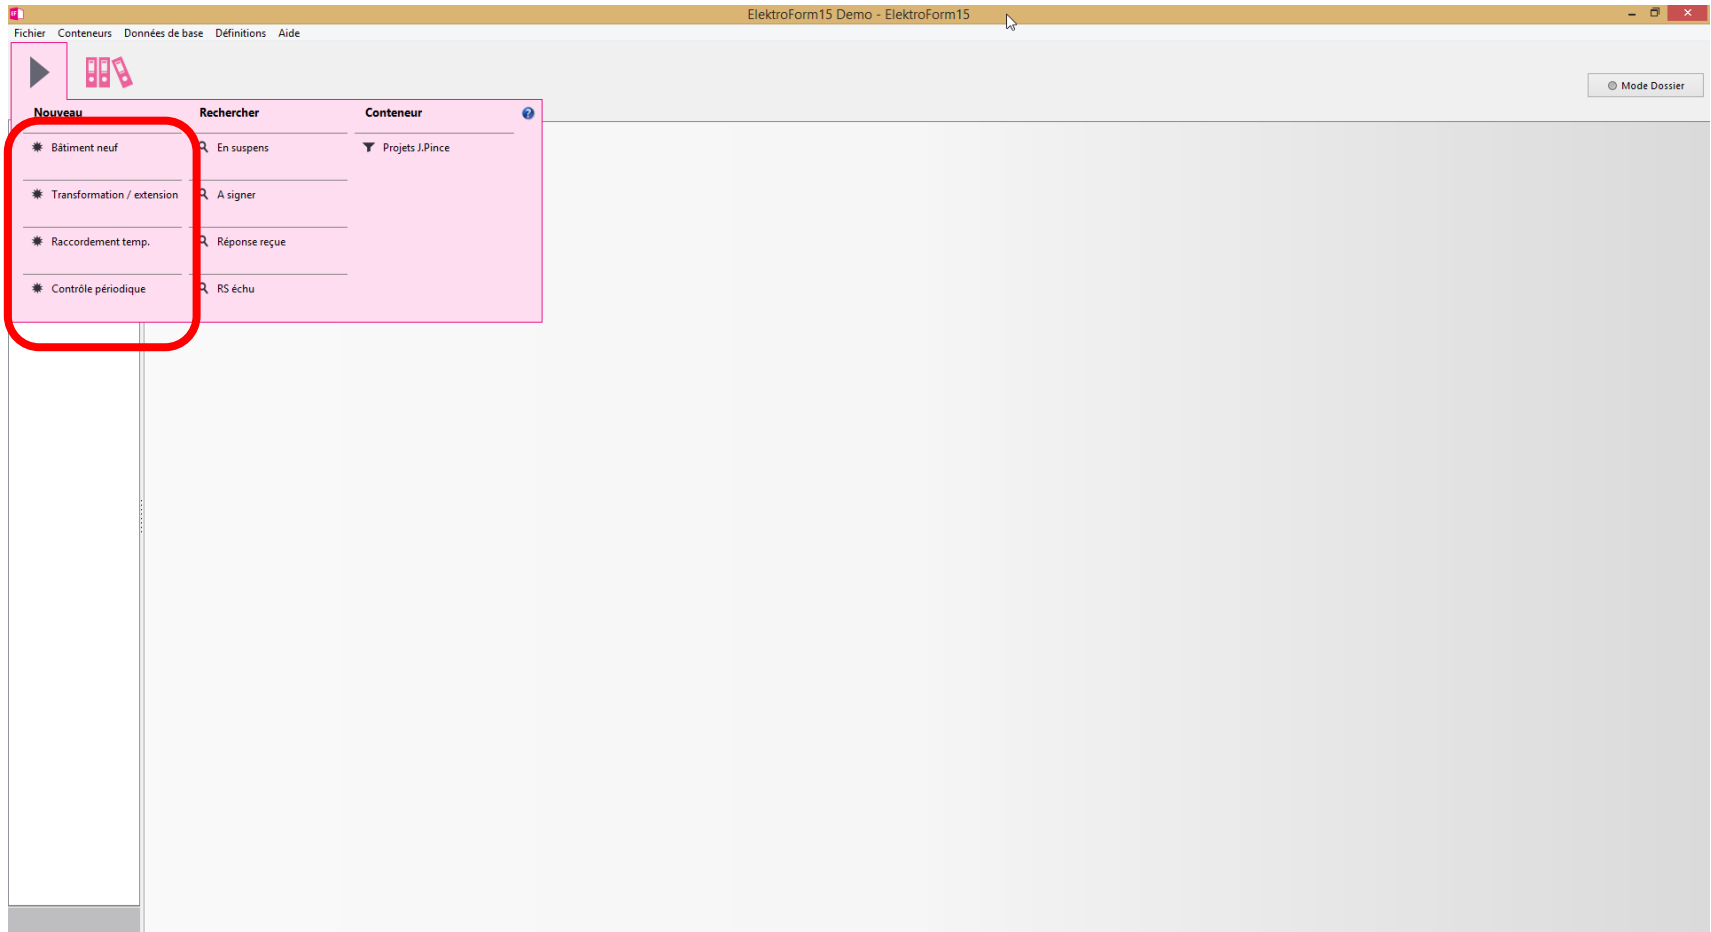 EF
ElektroForm15 Demo - ElektroForm15
Fichier Conteneurs Données de base Définitions Aide
Mode Dossier
Nouveau Rechercher Conteneur ?
Bâtiment neuf En suspens Projets J.Pince
Transformation / extension A signer
Raccordement temp. Réponse reçue
Contrôle périodique RS échu